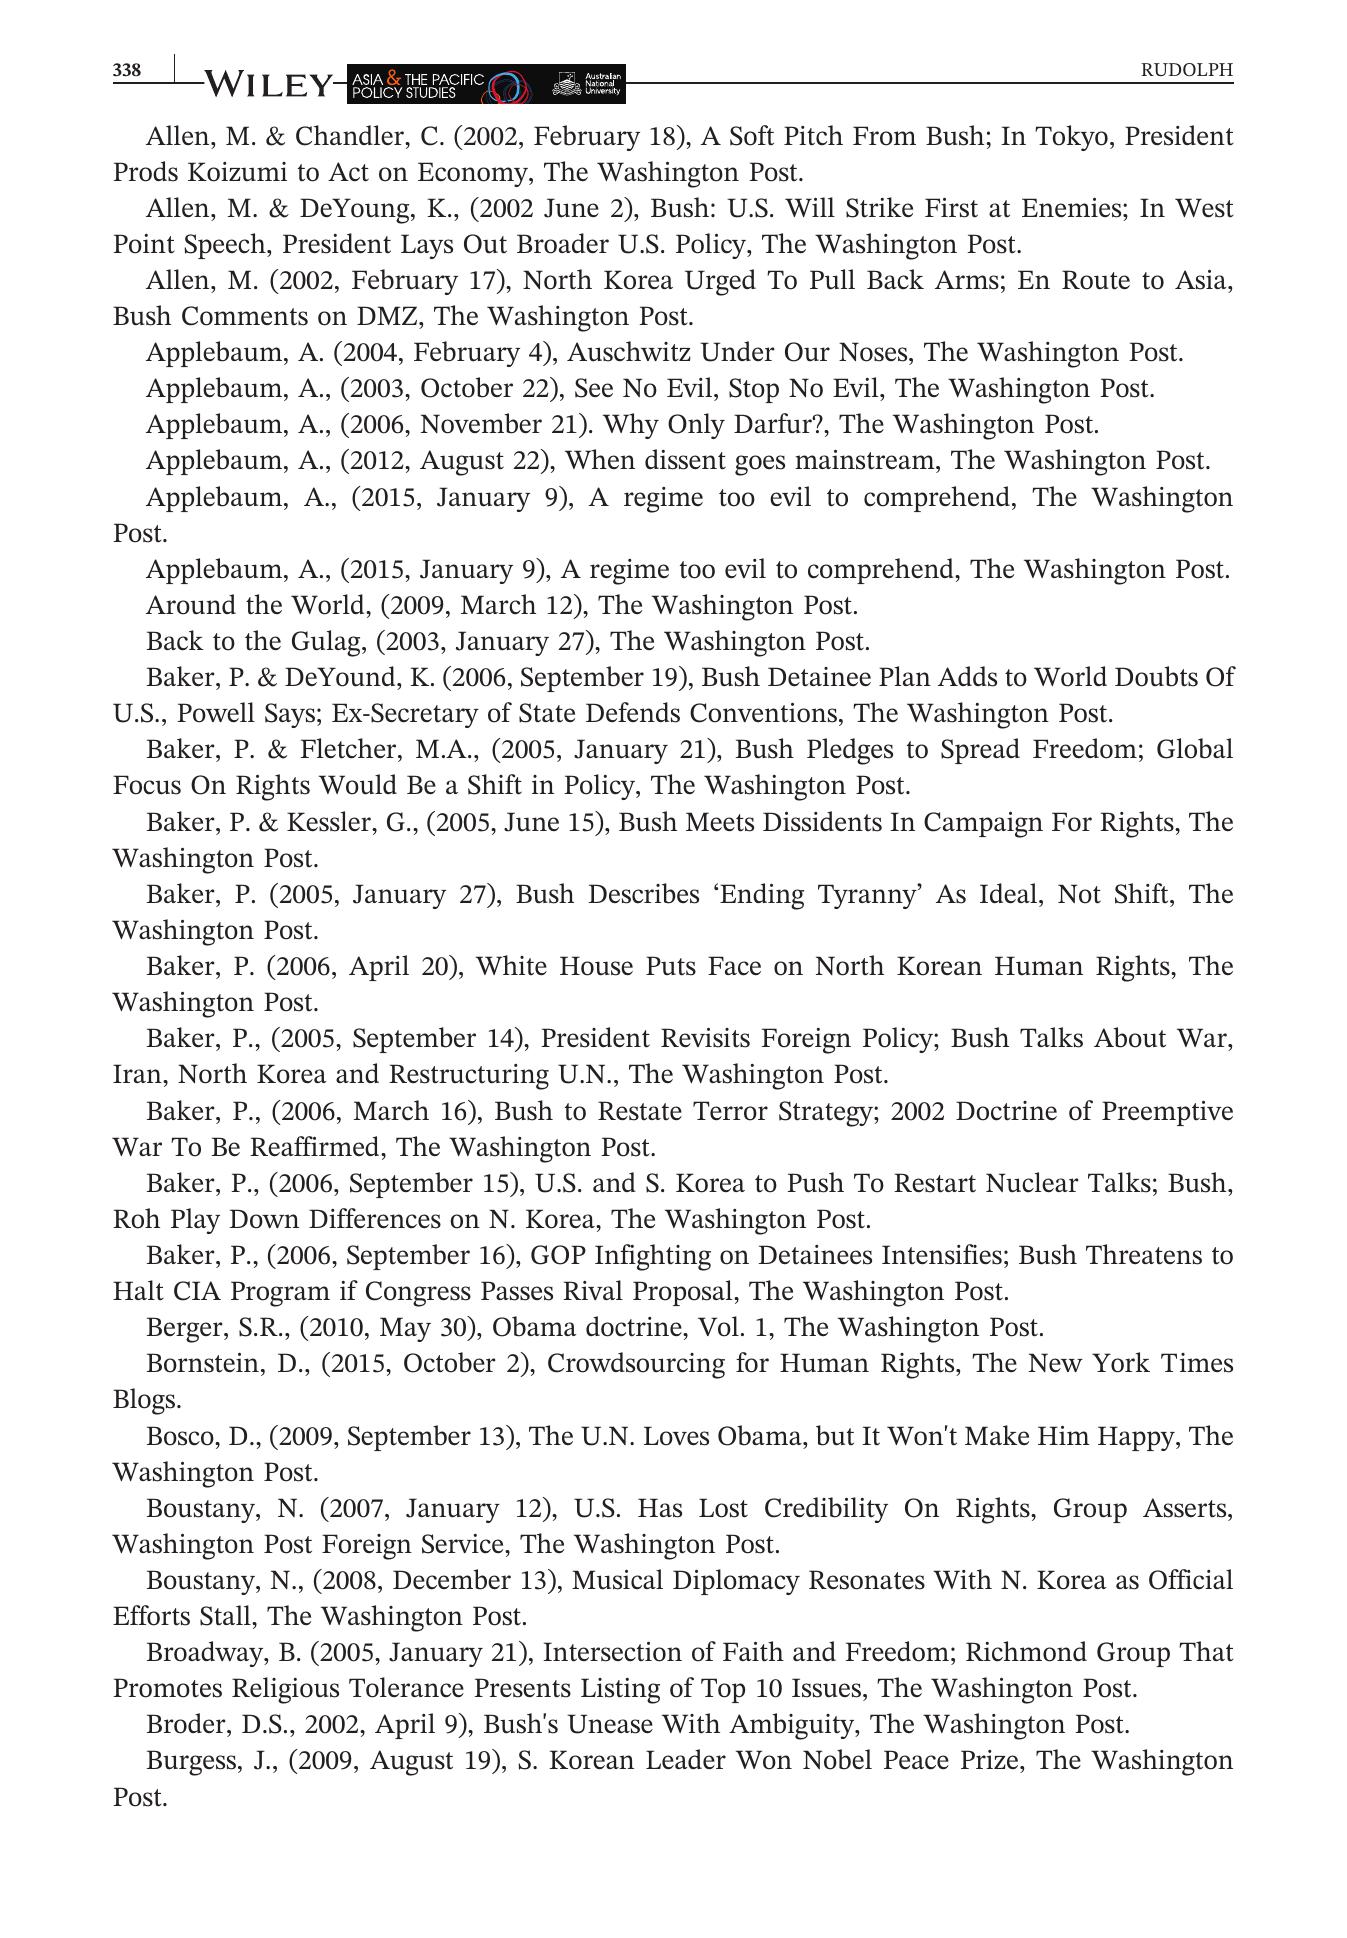 338
WILEY
ASIA & THE PACIFIC
POLICY STUDIES
Australian
National
University
RUDOLPH
Allen, M. & Chandler, C. (2002, February 18), A Soft Pitch From Bush; In Tokyo, President
Prods Koizumi to Act on Economy, The Washington Post.
Allen, M. & DeYoung, K., (2002 June 2), Bush: U.S. Will Strike First at Enemies; In West
Point Speech, President Lays Out Broader U.S. Policy, The Washington Post.
Allen, M. (2002, February 17), North Korea Urged To Pull Back Arms; En Route to Asia,
Bush Comments on DMZ, The Washington Post.
Applebaum, A. (2004, February 4), Auschwitz Under Our Noses, The Washington Post.
Applebaum, A., (2003, October 22), See No Evil, Stop No Evil, The Washington Post.
Applebaum, A., (2006, November 21). Why Only Darfur?, The Washington Post.
Applebaum, A., (2012, August 22), When dissent goes mainstream, The Washington Post.
Applebaum, A., (2015, January 9), A regime too evil to comprehend, The Washington
Post.
Applebaum, A., (2015, January 9), A regime too evil to comprehend, The Washington Post.
Around the World, (2009, March 12), The Washington Post.
Back to the Gulag, (2003, January 27), The Washington Post.
Baker, P. & DeYound, K. (2006, September 19), Bush Detainee Plan Adds to World Doubts Of
U.S., Powell Says; Ex-Secretary of State Defends Conventions, The Washington Post.
Baker, P. & Fletcher, M.A., (2005, January 21), Bush Pledges to Spread Freedom; Global
Focus On Rights Would Be a Shift in Policy, The Washington Post.
Baker, P. & Kessler, G., (2005, June 15), Bush Meets Dissidents In Campaign For Rights, The
Washington Post.
Baker, P. (2005, January 27), Bush Describes ‘Ending Tyranny’ As Ideal, Not Shift, The
Washington Post.
Baker, P. (2006, April 20), White House Puts Face on North Korean Human Rights, The
Washington Post.
Baker, P., (2005, September 14), President Revisits Foreign Policy; Bush Talks About War,
Iran, North Korea and Restructuring U.N., The Washington Post.
Baker, P., (2006, March 16), Bush to Restate Terror Strategy; 2002 Doctrine of Preemptive
War To Be Reaffirmed, The Washington Post.
Baker, P., (2006, September 15), U.S. and S. Korea to Push To Restart Nuclear Talks; Bush,
Roh Play Down Differences on N. Korea, The Washington Post.
Baker, P., (2006, September 16), GOP Infighting on Detainees Intensifies; Bush Threatens to
Halt CIA Program if Congress Passes Rival Proposal, The Washington Post.
Berger, S.R., (2010, May 30), Obama doctrine, Vol. 1, The Washington Post.
Bornstein, D., (2015, October 2), Crowdsourcing for Human Rights, The New York Times
Blogs.
Bosco, D., (2009, September 13), The U.N. Loves Obama, but It Won't Make Him Happy, The
Washington Post.
Boustany, N. (2007, January 12), U.S. Has Lost Credibility On Rights, Group Asserts,
Washington Post Foreign Service, The Washington Post.
Boustany, N., (2008, December 13), Musical Diplomacy Resonates With N. Korea as Official
Efforts Stall, The Washington Post.
Broadway, B. (2005, January 21), Intersection of Faith and Freedom; Richmond Group That
Promotes Religious Tolerance Presents Listing of Top 10 Issues, The Washington Post.
Broder, D.S., 2002, April 9), Bush's Unease With Ambiguity, The Washington Post.
Burgess, J., (2009, August 19), S. Korean Leader Won Nobel Peace Prize, The Washington
Post.